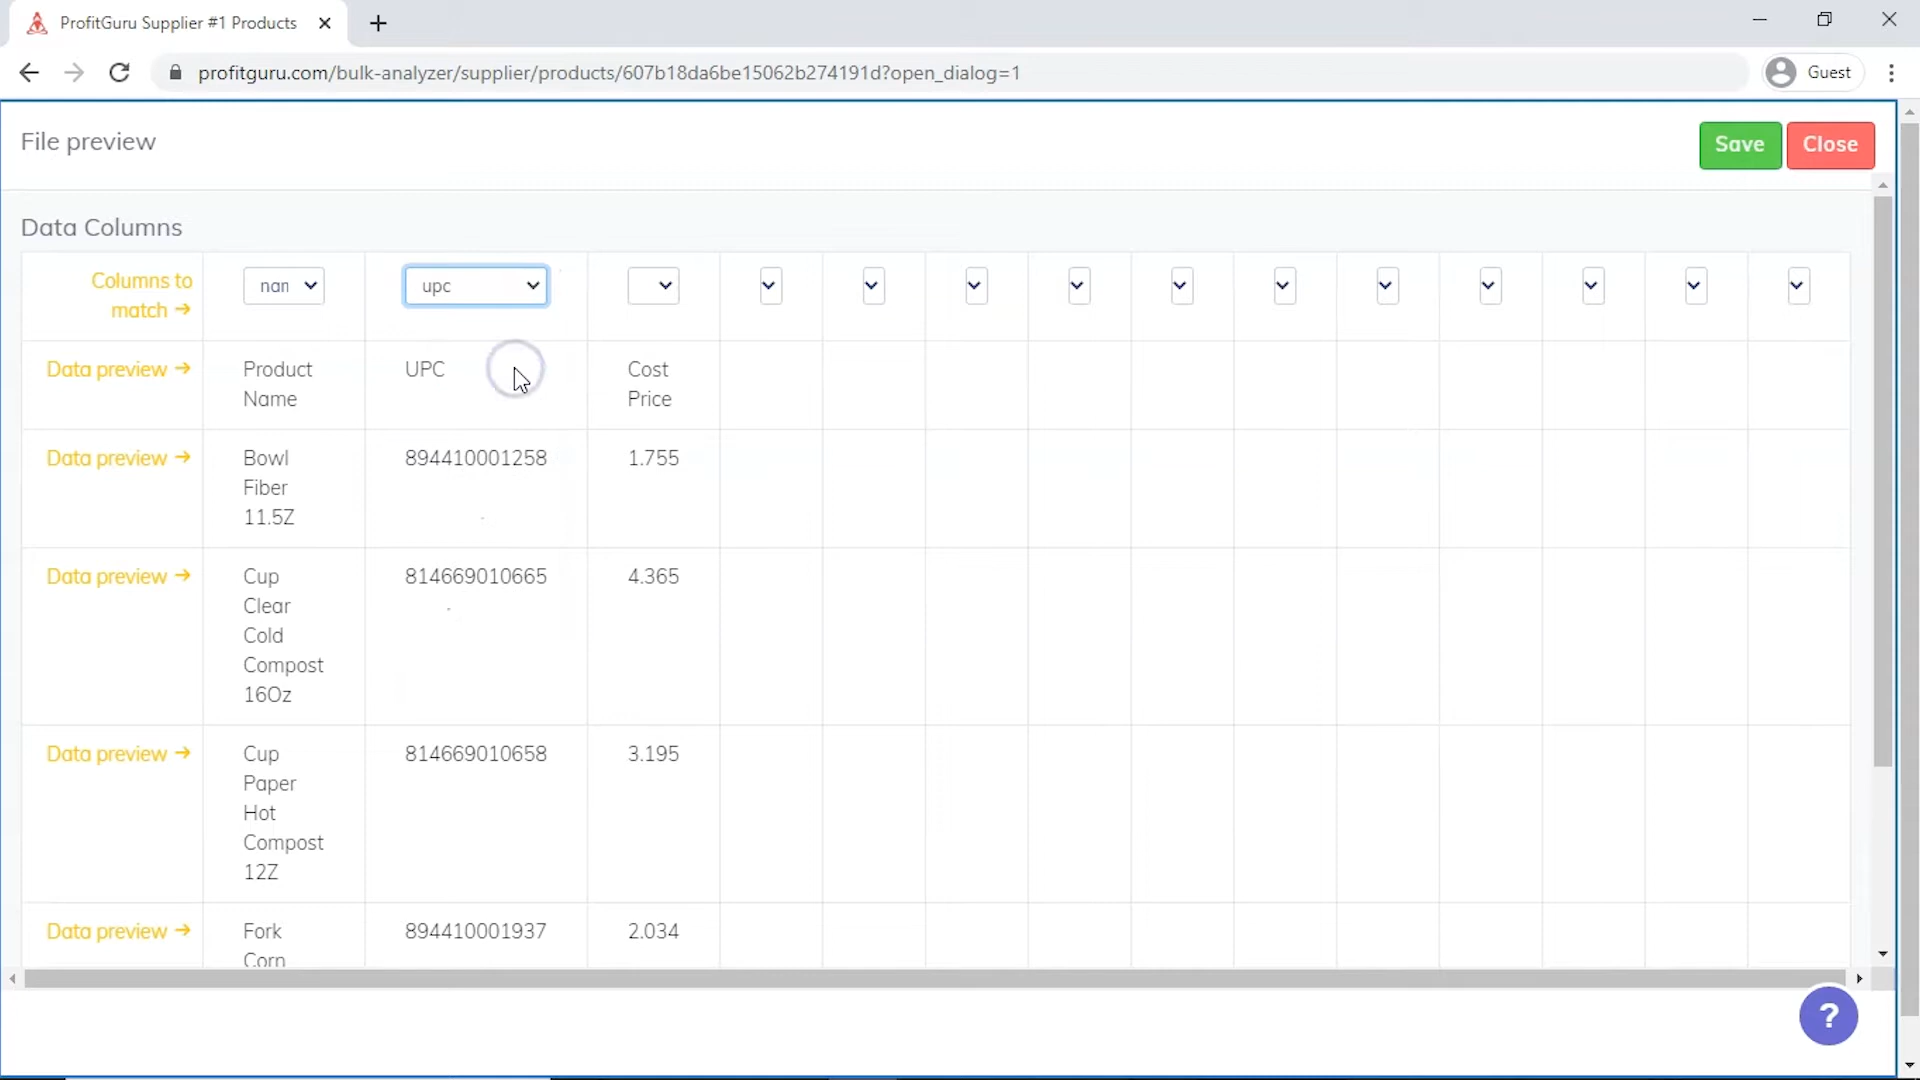 ProfitGuru Supplier #1 Products
profitguru.com/bulk-analyzer/supplier/products/607b18da6be15062b274191d?open_dialog=1
Guest
File preview
Save
Close
Data Columns
Columns to
match →
nam
upc
Data preview →
Product
Name
UPC
Cost
Price
Data preview →
Bowl
Fiber
11.5Z
894410001258
1.755
Data preview →
Cup
Clear
Cold
Compost
16Oz
814669010665
4.365
Data preview →
Cup
Paper
Hot
Compost
12Z
814669010658
3.195
Data preview →
Fork
Corn
894410001937
2.034
?